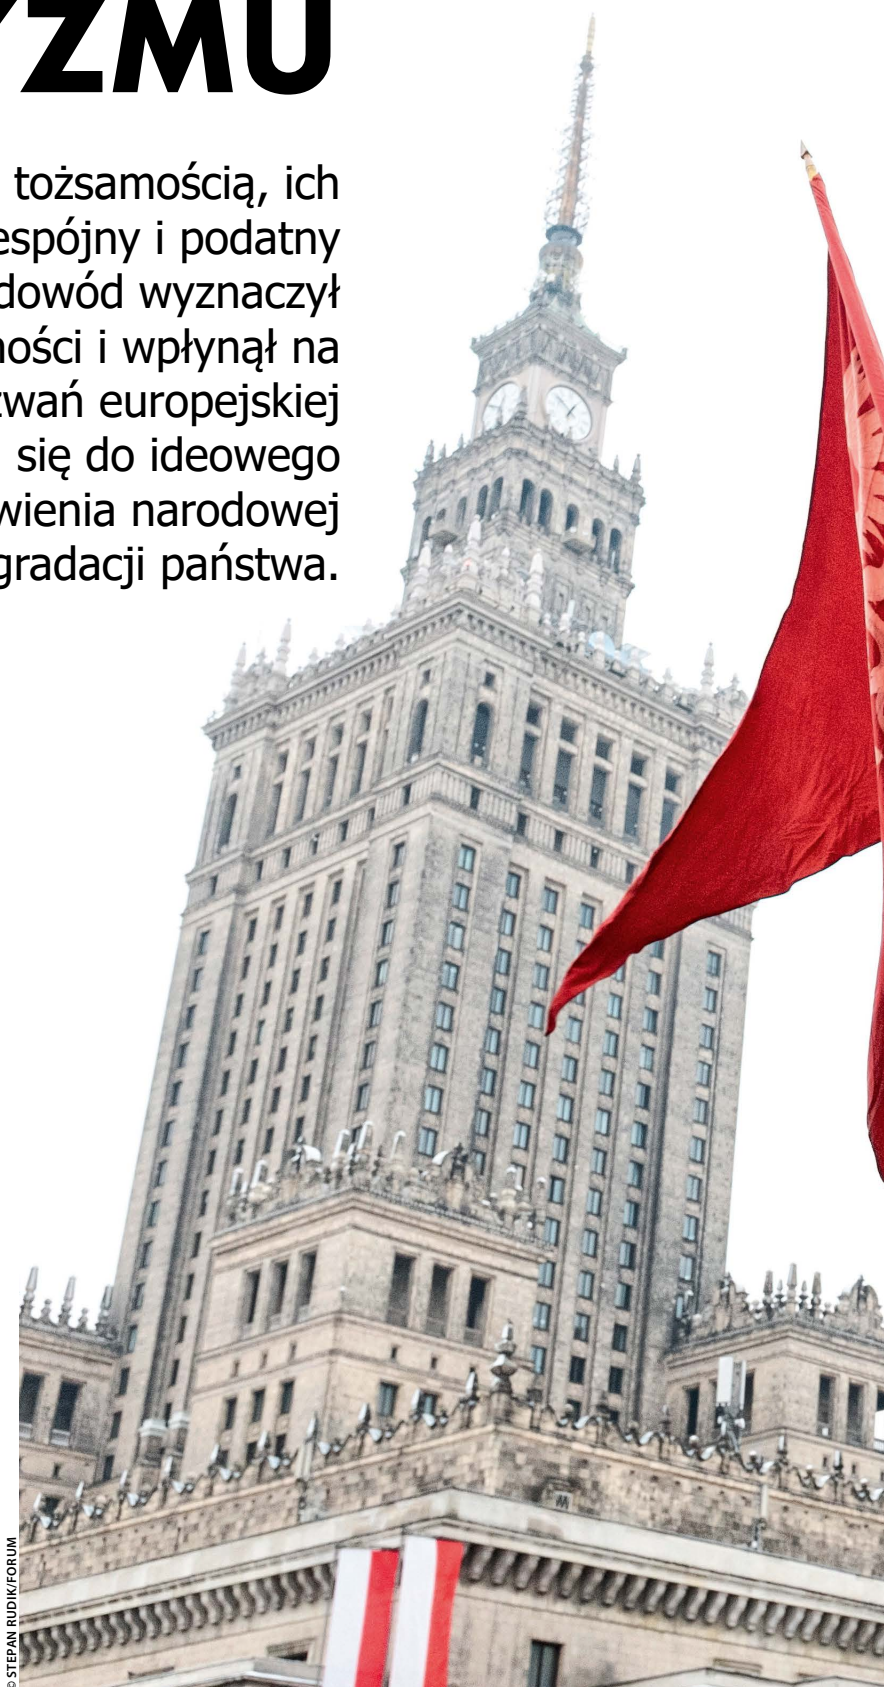 YZMU
tożsamością, ich
espójny i podatny
dowód wyznaczył
ności i wpłynął na
zwań europejskiej
się do ideowego
wienia narodowej
gradacji państwa.
© STEPAN RUDIK/FORUM